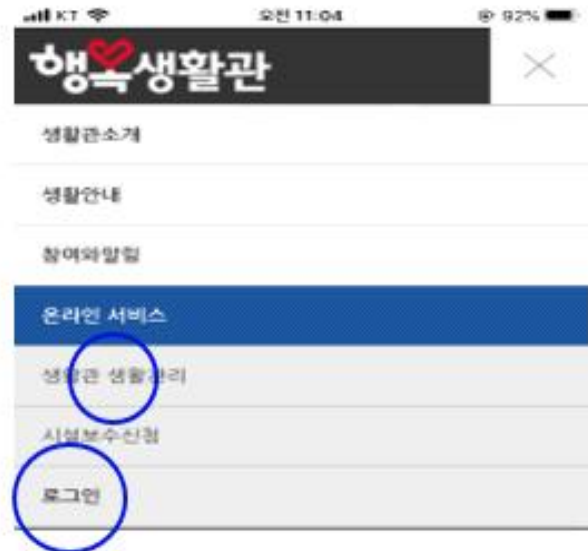 KT 오전 11:04 92%
행복생활관
생활관소개
생활안내
참여와알림
온라인 서비스
생활관 생활관리
시설보수신청
로그인